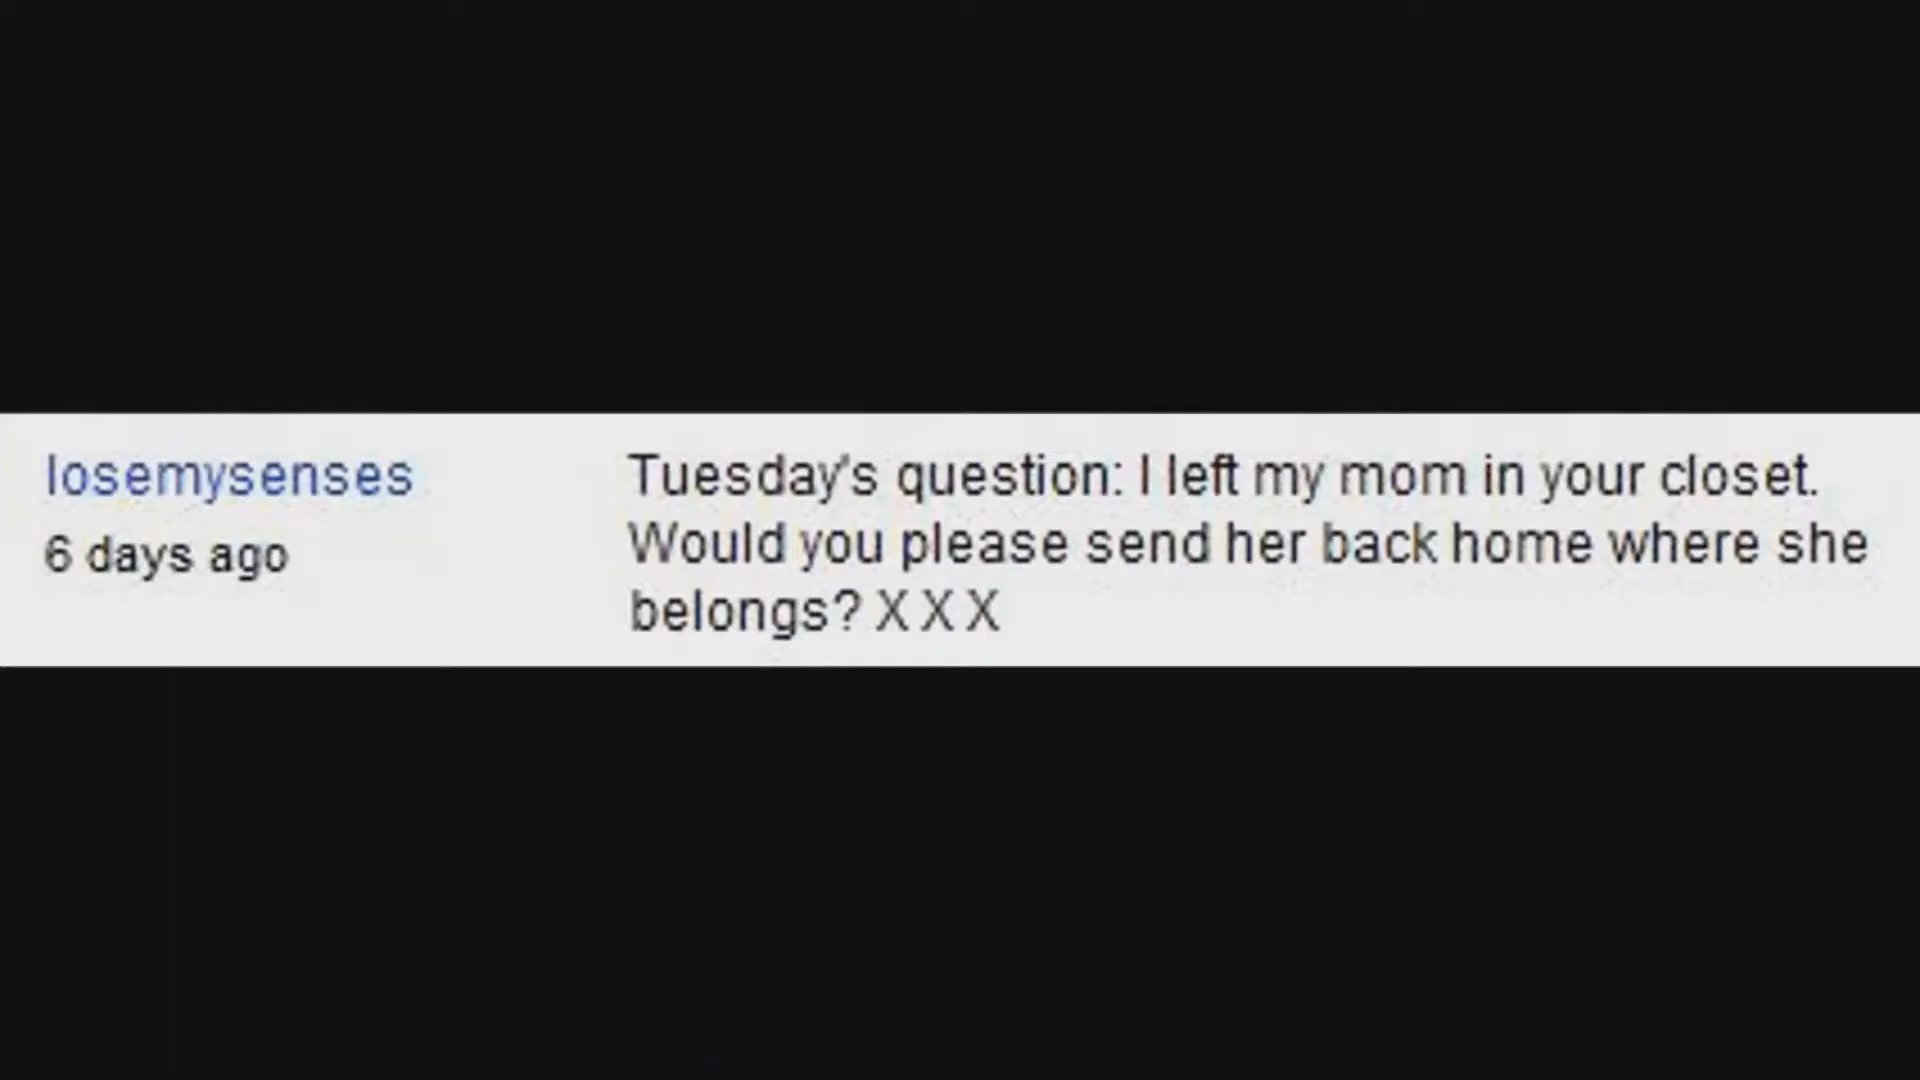 losemysenses
6 days ago
Tuesday's question: I left my mom in your closet.
Would you please send her back home where she
belongs? X X X